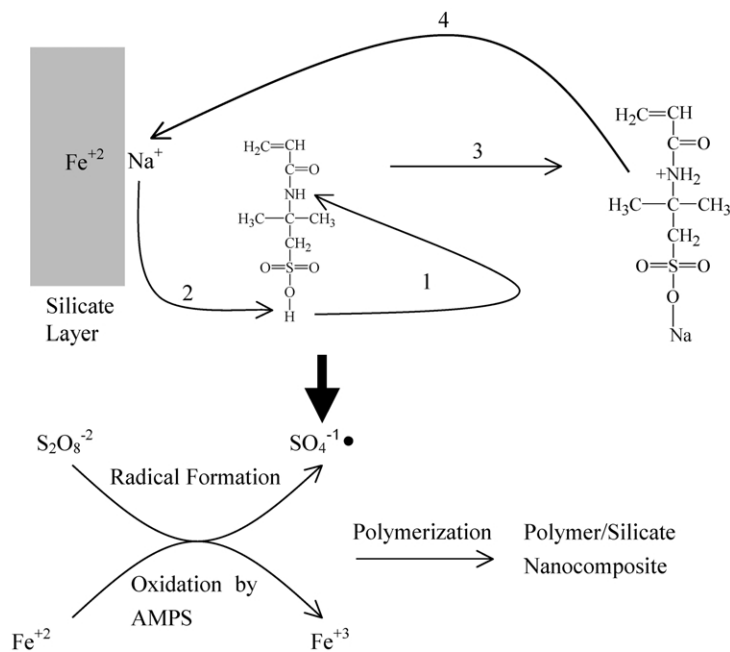 4
H₂C=CH
C=O
+NH₂
H₃C—C—CH₃
CH₂
O=S=O
O
Na
3
Fe⁺² Na⁺
H₂C=CH
C=O
NH
H₃C—C—CH₃
CH₂
O=S=O
O
H
1
2
Silicate
Layer
S₂O₈⁻²
SO₄⁻¹•
Radical Formation
Oxidation by
AMPS
Fe⁺²
Fe⁺³
Polymerization
Polymer/Silicate
Nanocomposite